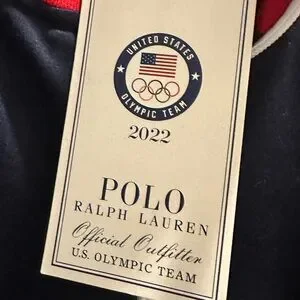 UNITED STATES
OLYMPIC TEAM
2022
POLO
RALPH LAUREN
Official Outfitter
U.S. OLYMPIC TEAM